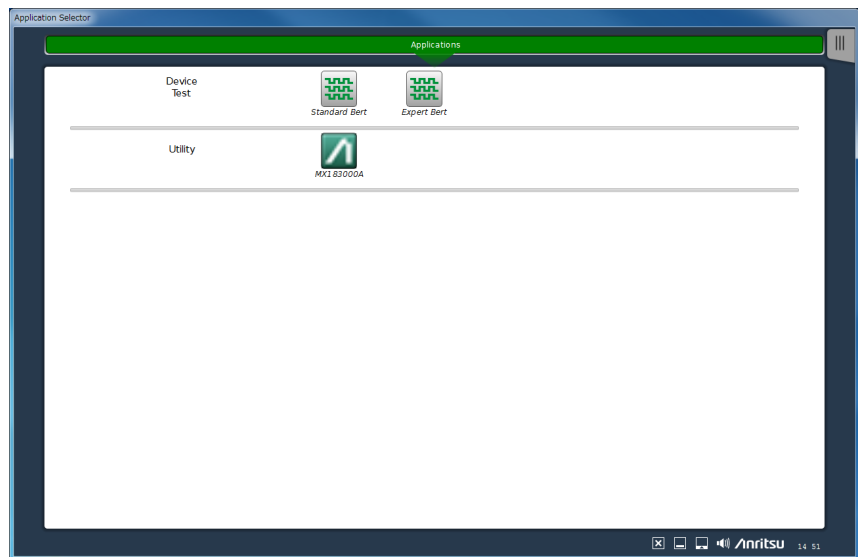 Application Selector
Applications
Device
Test
Standard Bert
Expert Bert
Utility
MX183000A
Anritsu
14 51